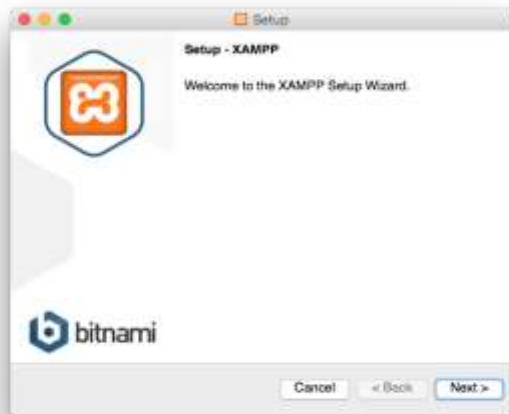 Setup
Setup - XAMPP
Welcome to the XAMPP Setup Wizard.
bitnami
Cancel
< Back
Next >